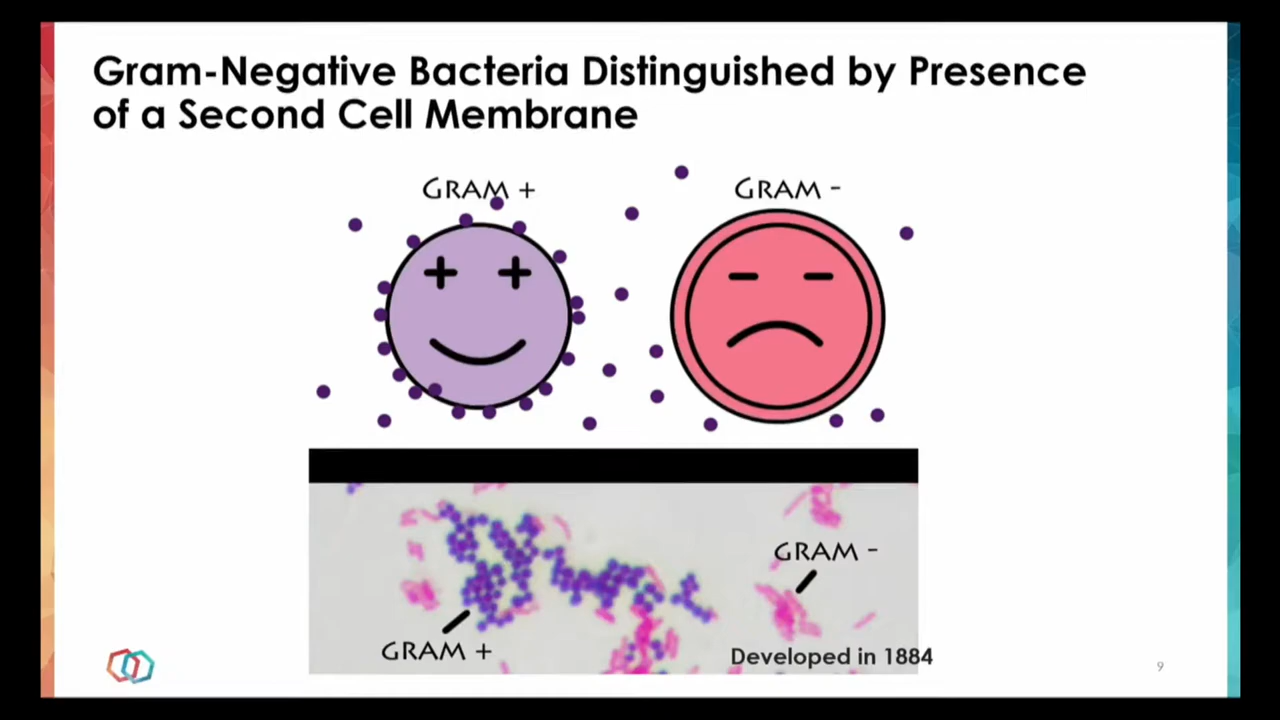 Gram-Negative Bacteria Distinguished by Presence
of a Second Cell Membrane
GRAM +
GRAM -
GRAM -
GRAM +
Developed in 1884
9